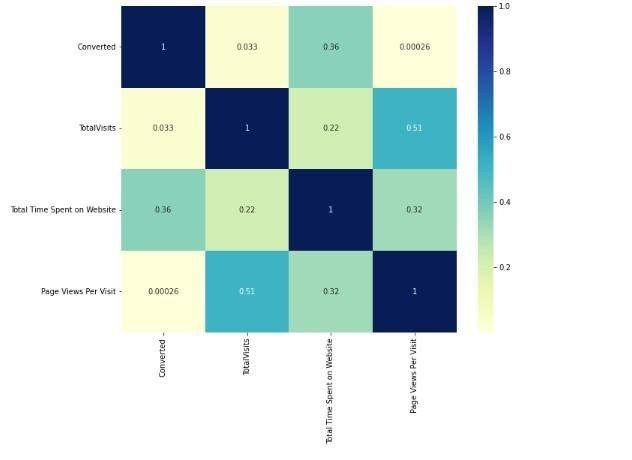 1.0
Converted
1
0.033
0.36
0.00026
0.8
TotalVisits
0.033
1
0.22
0.51
0.6
Total Time Spent on Website
0.36
0.22
1
0.32
0.4
0.2
Page Views Per Visit
0.00026
0.51
0.32
1
Converted
TotalVisits
Total Time Spent on Website
Page Views Per Visit